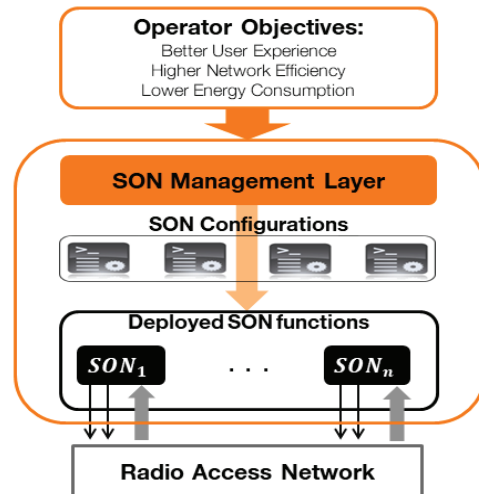 Operator Objectives:
Better User Experience
Higher Network Efficiency
Lower Energy Consumption
SON Management Layer
SON Configurations
>_ >_ >_ >_
Deployed SON functions
SON₁ . . . SONₙ
Radio Access Network